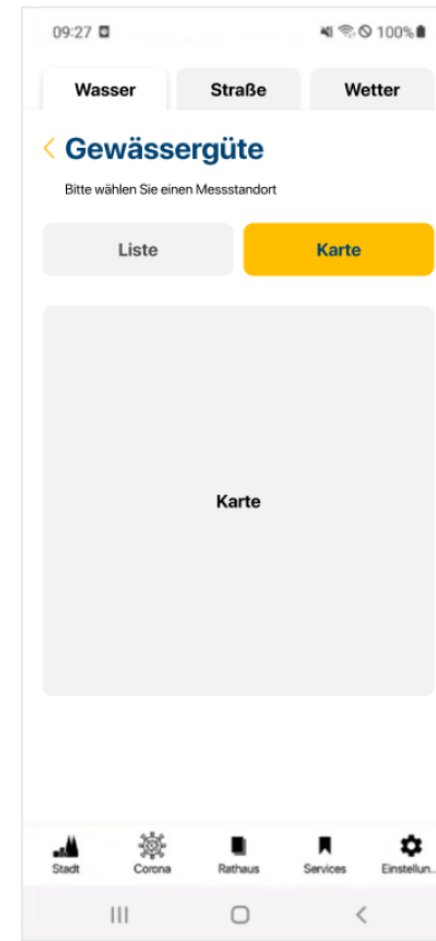 09:27 100%
Wasser Straße Wetter
Gewässergüte
Bitte wählen Sie einen Messstandort
Liste Karte
Karte
Stadt Corona Rathaus Services Einstellun..